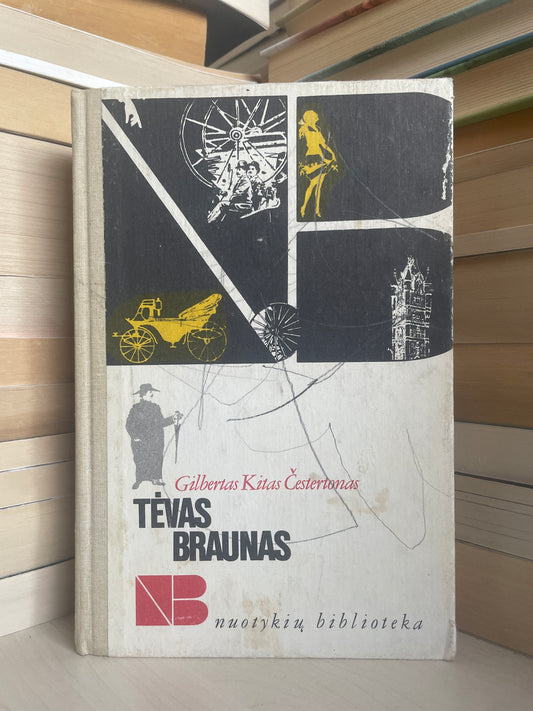 Gilbertas Kitas Čestertonas
TĖVAS
BRAUNAS
NB
nuotykių biblioteka